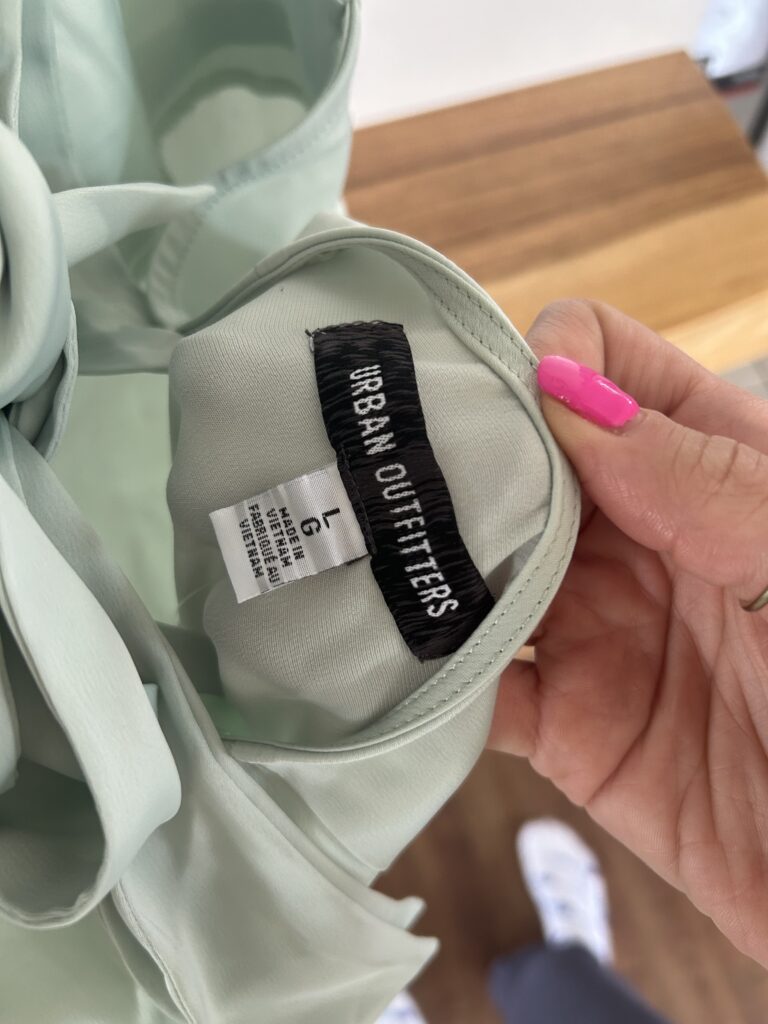 URBAN OUTFITTERS
L
G
MADE IN
VIETNAM
FABRIQUÉ AU
VIETNAM